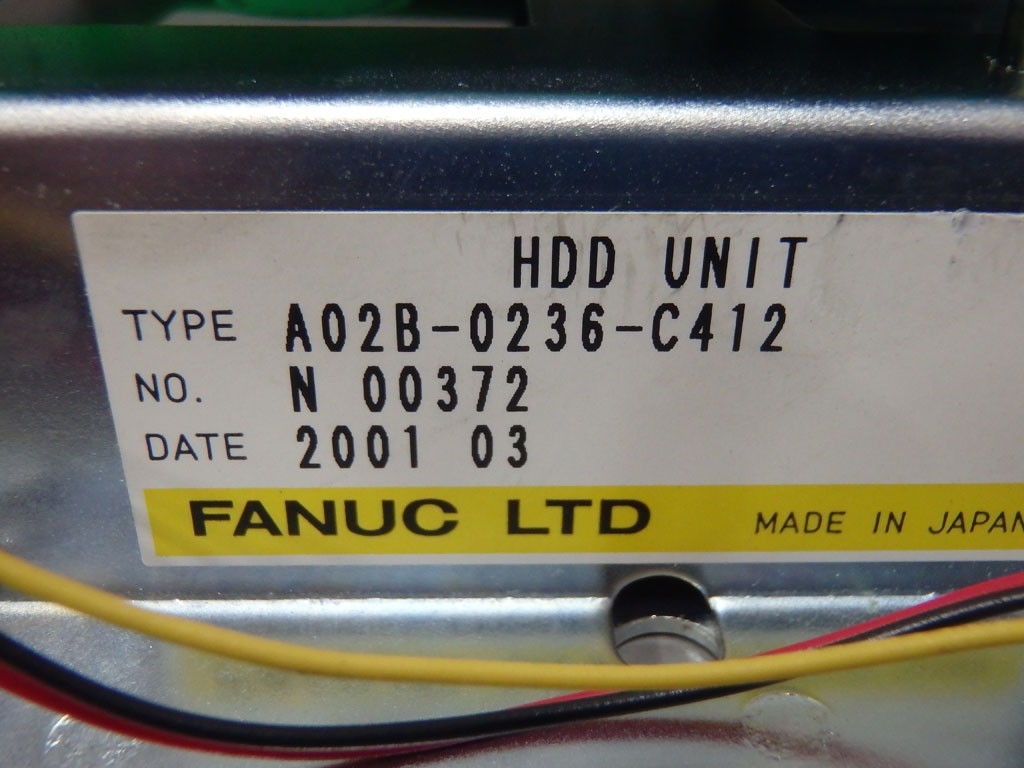 HDD UNIT
TYPE A02B-0236-C412
NO. N 00372
DATE 2001 03
FANUC LTD MADE IN JAPAN